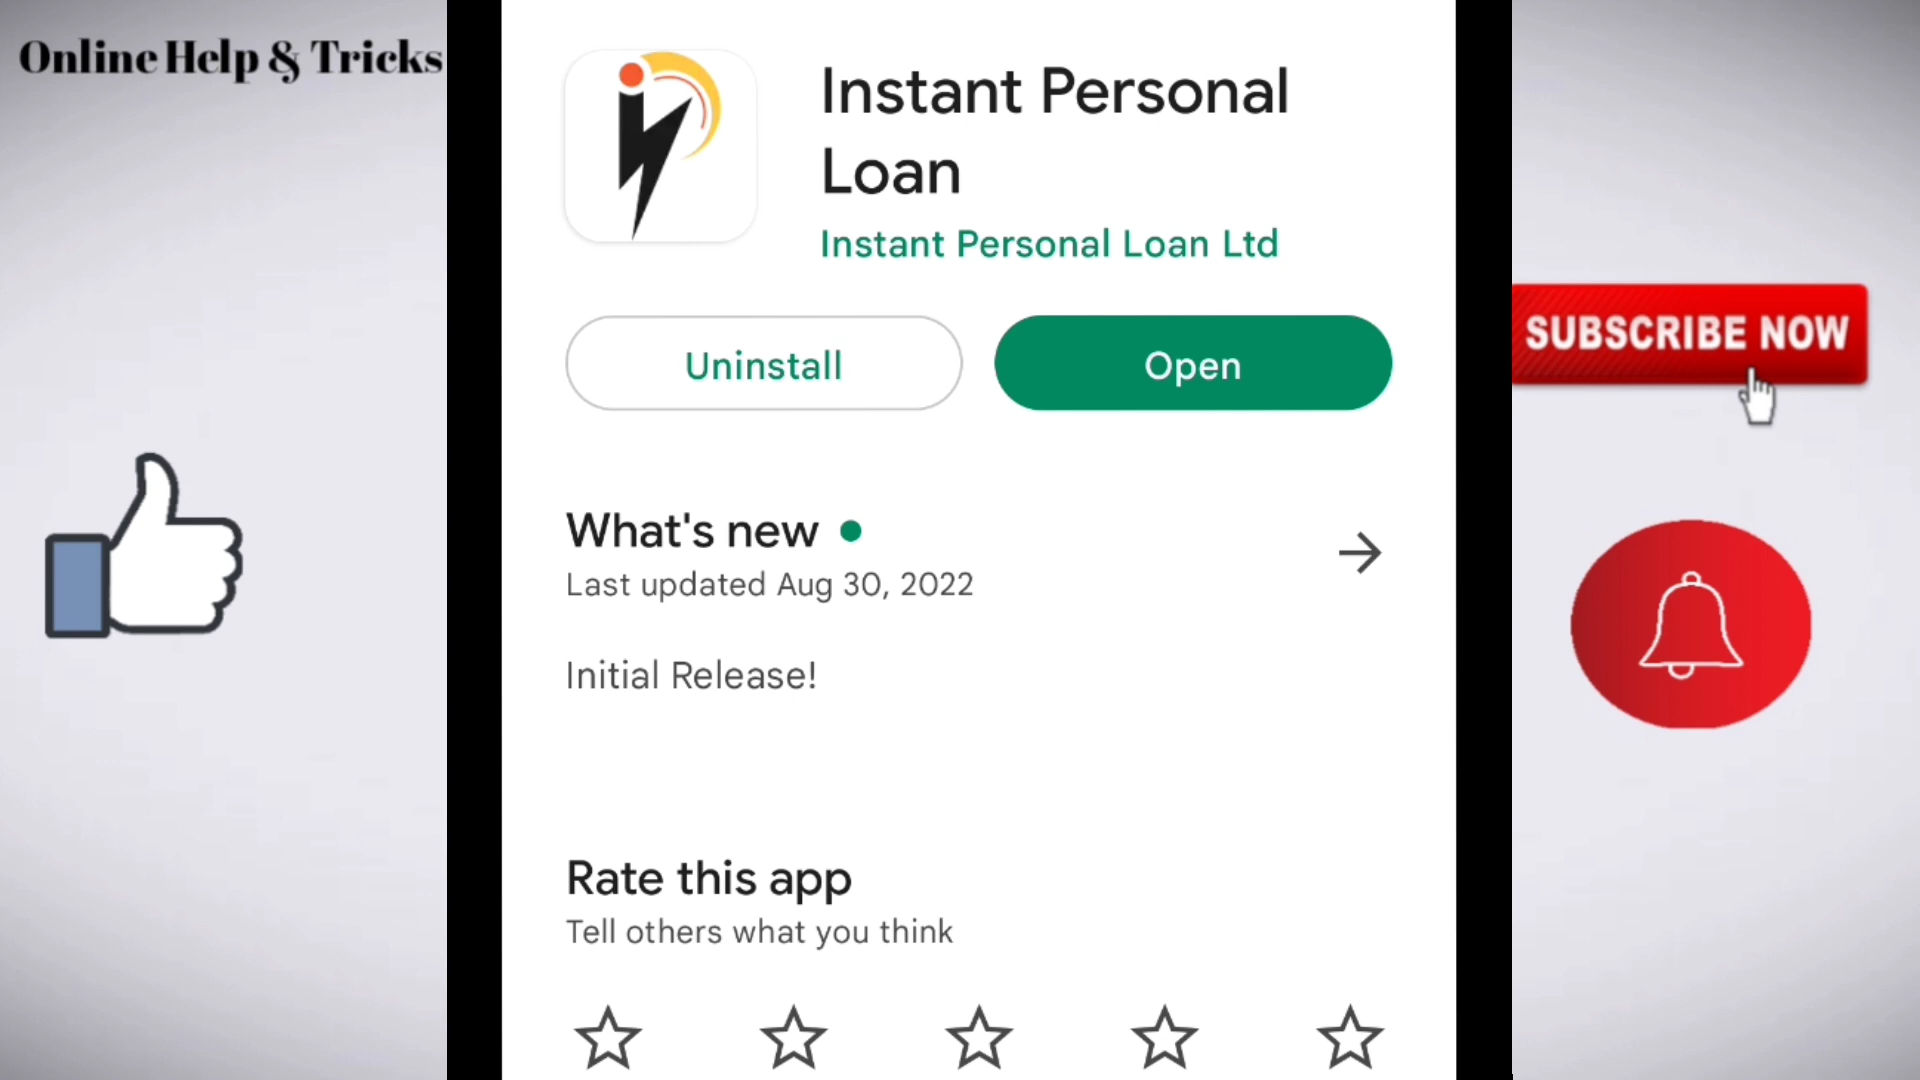 Online Help & Tricks
Instant Personal
Loan
Instant Personal Loan Ltd
Uninstall
Open
SUBSCRIBE NOW
What's new
Last updated Aug 30, 2022
Initial Release!
Rate this app
Tell others what you think